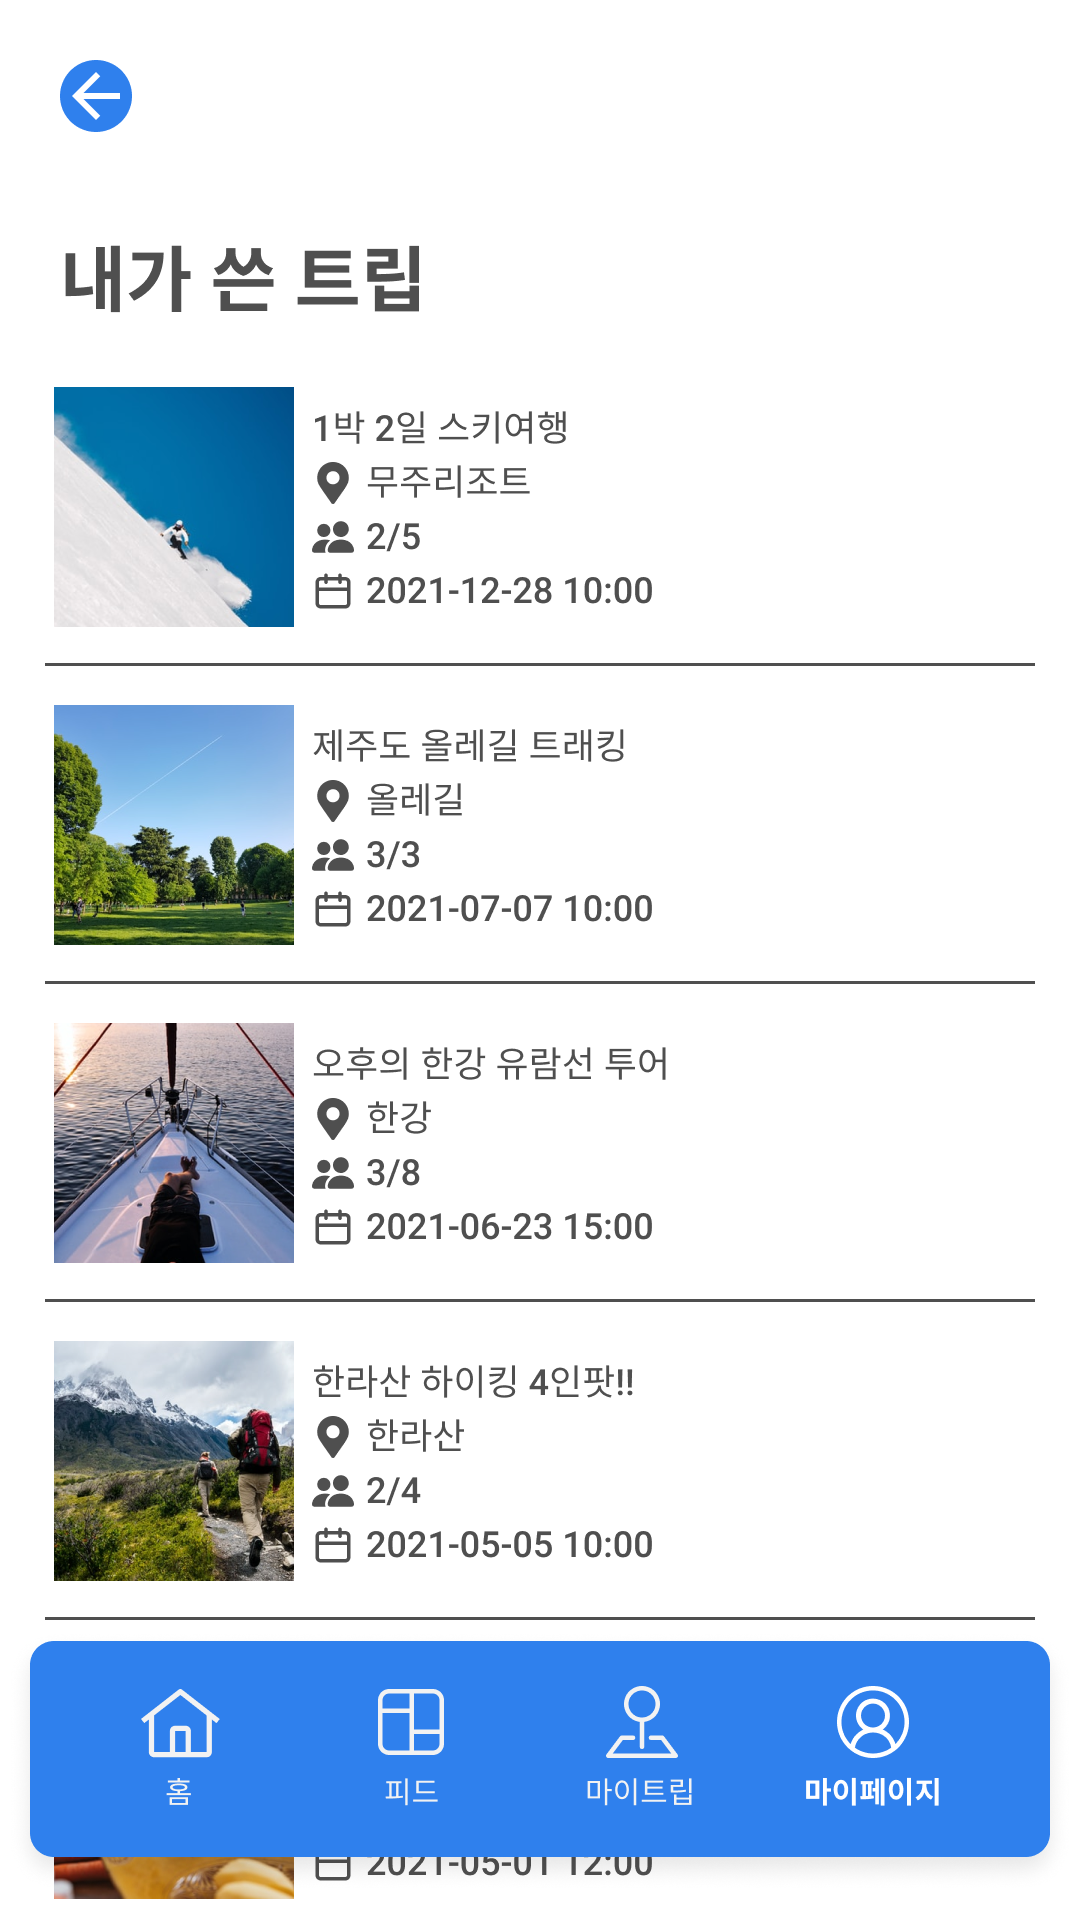 내가 쓴 트립
1박 2일 스키여행
무주리조트
2/5
2021-12-28 10:00
제주도 올레길 트래킹
올레길
3/3
2021-07-07 10:00
오후의 한강 유람선 투어
한강
3/8
2021-06-23 15:00
한라산 하이킹 4인팟!!
한라산
2/4
2021-05-05 10:00
홈
피드
마이트립
마이페이지
2021-05-01 12:00